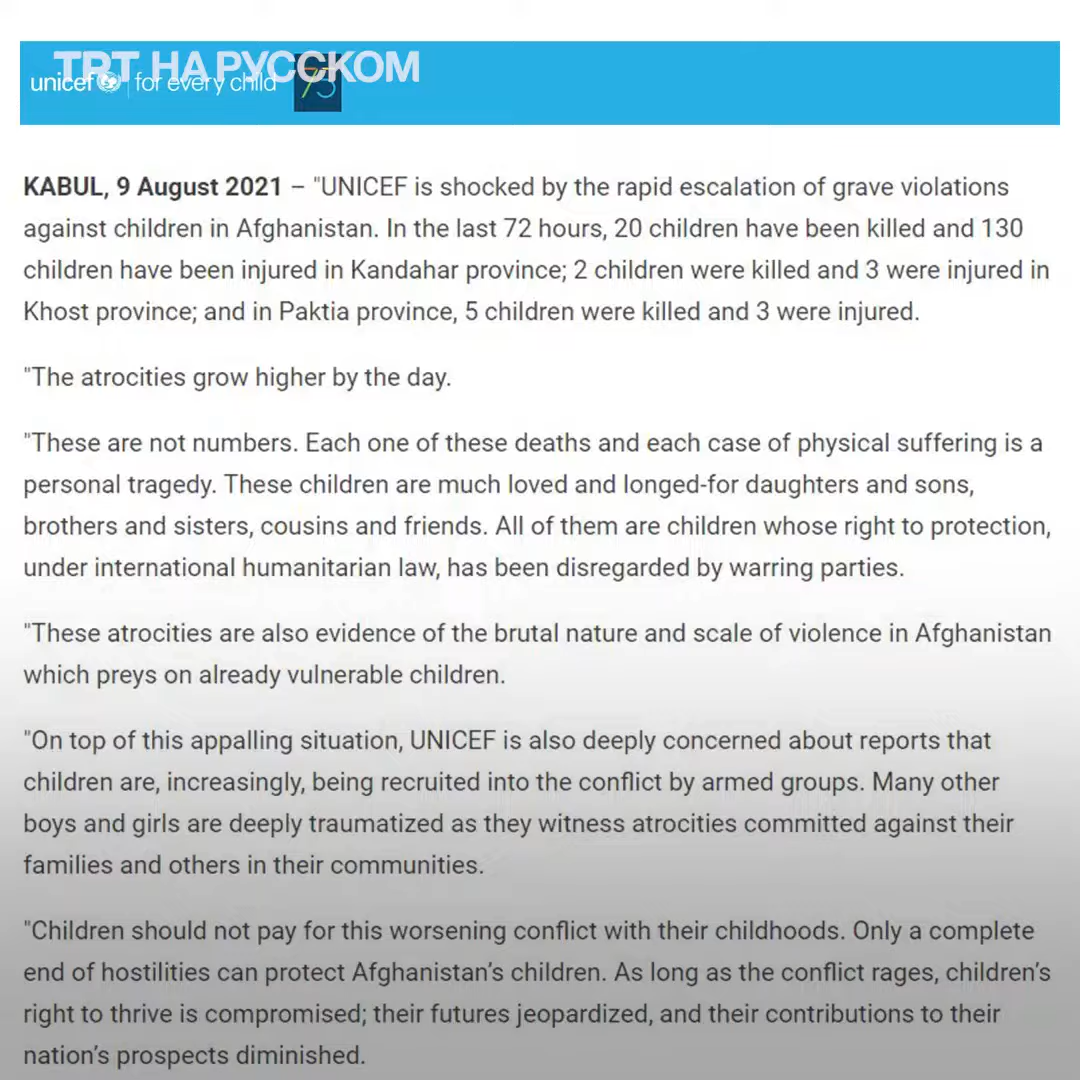 ТРТ НА РУССКОМ
unicef for every child 75
KABUL, 9 August 2021 – "UNICEF is shocked by the rapid escalation of grave violations
against children in Afghanistan. In the last 72 hours, 20 children have been killed and 130
children have been injured in Kandahar province; 2 children were killed and 3 were injured in
Khost province; and in Paktia province, 5 children were killed and 3 were injured.
"The atrocities grow higher by the day.
"These are not numbers. Each one of these deaths and each case of physical suffering is a
personal tragedy. These children are much loved and longed-for daughters and sons,
brothers and sisters, cousins and friends. All of them are children whose right to protection,
under international humanitarian law, has been disregarded by warring parties.
"These atrocities are also evidence of the brutal nature and scale of violence in Afghanistan
which preys on already vulnerable children.
"On top of this appalling situation, UNICEF is also deeply concerned about reports that
children are, increasingly, being recruited into the conflict by armed groups. Many other
boys and girls are deeply traumatized as they witness atrocities committed against their
families and others in their communities.
"Children should not pay for this worsening conflict with their childhoods. Only a complete
end of hostilities can protect Afghanistan’s children. As long as the conflict rages, children’s
right to thrive is compromised; their futures jeopardized, and their contributions to their
nation’s prospects diminished.